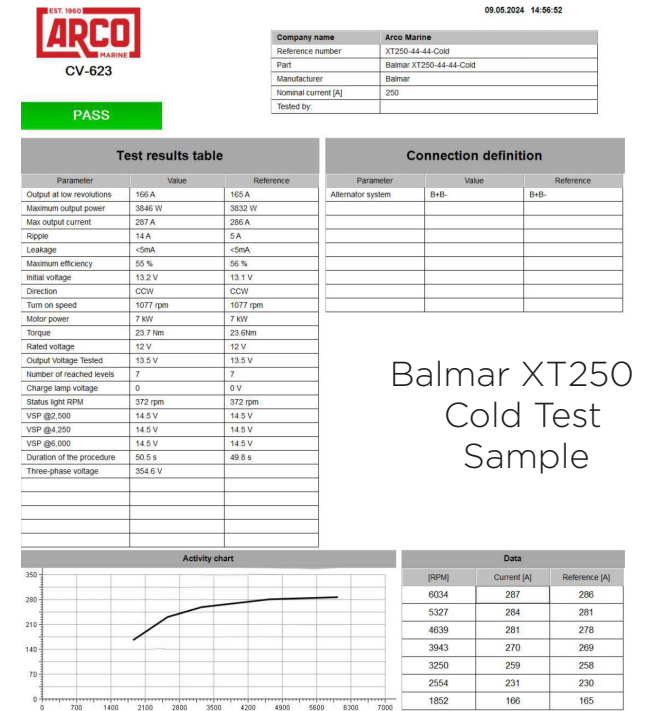 EST. 1960
ARCO
MARINE
CV-623
PASS
09.05.2024 14:56:52
Company name Arco Marine
Reference number XT250-44-44-Cold
Part Balmar XT250-44-44-Cold
Manufacturer Balmar
Nominal current [A] 250
Tested by:
Test results table
Parameter Value Reference
Output at low revolutions 166 A 165 A
Maximum output power 3846 W 3832 W
Max output current 287 A 286 A
Ripple 14 A 5 A
Leakage <5mA <5mA
Maximum efficiency 55 % 56 %
Initial voltage 13.2 V 13.1 V
Direction CCW CCW
Turn on speed 1077 rpm 1077 rpm
Motor power 7 kW 7 kW
Torque 23.7 Nm 23.6Nm
Rated voltage 12 V 12 V
Output Voltage Tested 13.5 V 13.5 V
Number of reached levels 7 7
Charge lamp voltage 0 0 V
Status light RPM 372 rpm 372 rpm
VSP @2,500 14.5 V 14.5 V
VSP @4,250 14.5 V 14.5 V
VSP @6,000 14.5 V 14.5 V
Duration of the procedure 50.5 s 49.8 s
Three-phase voltage 354.6 V
Connection definition
Parameter Value Reference
Alternator system B+B- B+B-
Balmar XT250
Cold Test
Sample
Activity chart
350
280
210
140
70
0
0 700 1400 2100 2800 3500 4200 4900 5600 6300 7000
Data
[RPM] Current [A] Reference [A]
6034 287 286
5327 284 281
4639 281 278
3943 270 269
3250 259 258
2554 231 230
1852 166 165